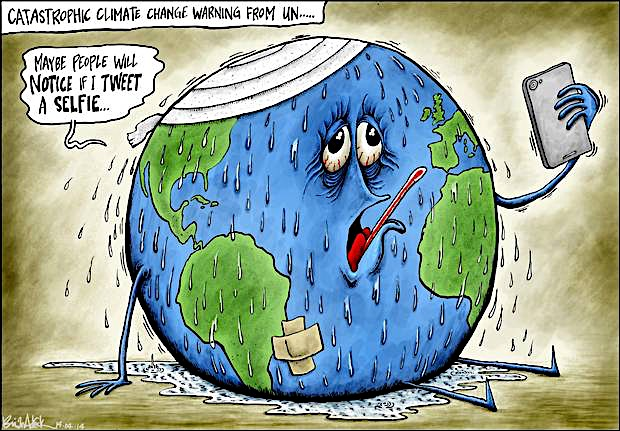 CATASTROPHIC CLIMATE CHANGE WARNING FROM UN.....
MAYBE PEOPLE WILL
NOTICE IF I TWEET
A SELFIE...